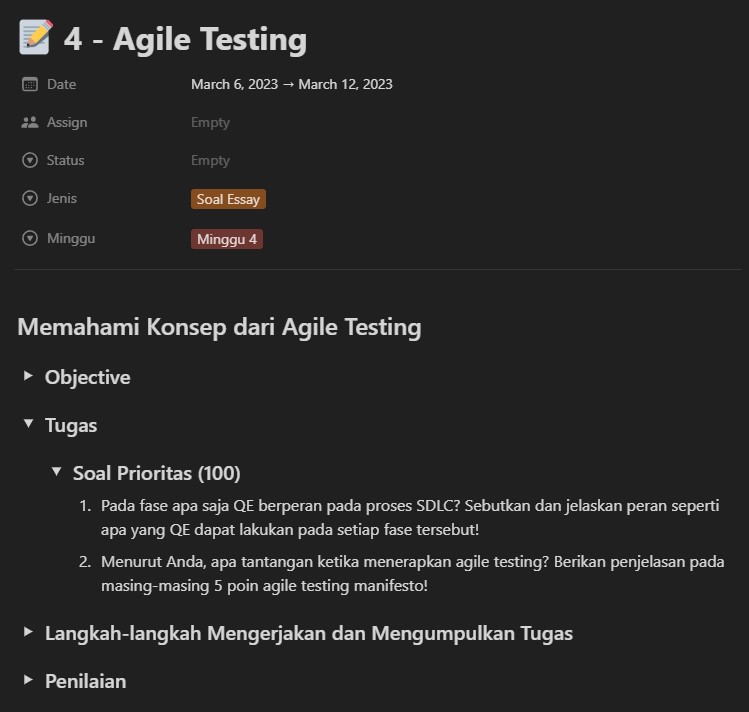 4 - Agile Testing
Date March 6, 2023 → March 12, 2023
Assign Empty
Status Empty
Jenis Soal Essay
Minggu Minggu 4
Memahami Konsep dari Agile Testing
Objective
Tugas
Soal Prioritas (100)
1. Pada fase apa saja QE berperan pada proses SDLC? Sebutkan dan jelaskan peran seperti
apa yang QE dapat lakukan pada setiap fase tersebut!
2. Menurut Anda, apa tantangan ketika menerapkan agile testing? Berikan penjelasan pada
masing-masing 5 poin agile testing manifesto!
Langkah-langkah Mengerjakan dan Mengumpulkan Tugas
Penilaian